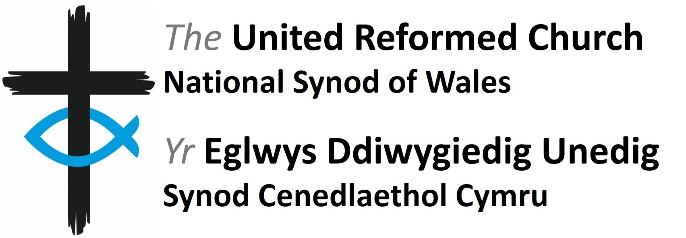 The United Reformed Church
National Synod of Wales
Yr Eglwys Ddiwygiedig Unedig
Synod Cenedlaethol Cymru